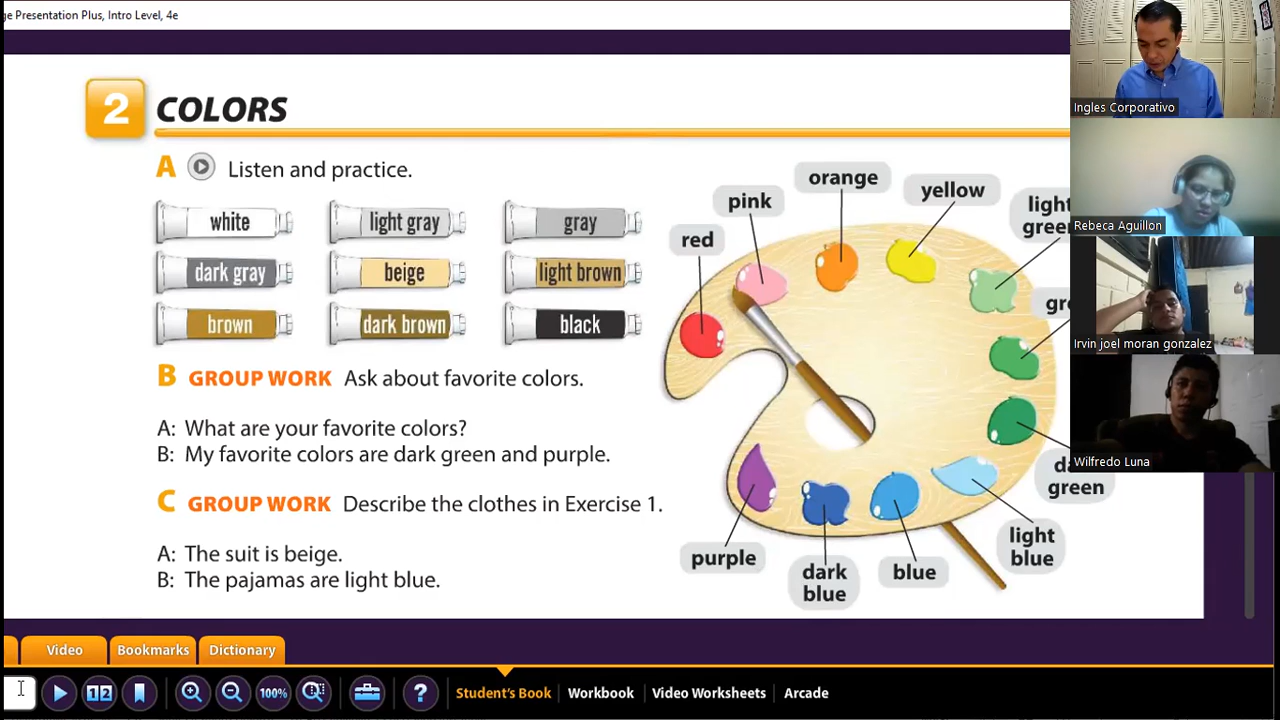 ge Presentation Plus, Intro Level, 4e
2 COLORS
A Listen and practice.
white light gray gray
dark gray beige light brown
brown dark brown black
B GROUP WORK Ask about favorite colors.
A: What are your favorite colors?
B: My favorite colors are dark green and purple.
C GROUP WORK Describe the clothes in Exercise 1.
A: The suit is beige.
B: The pajamas are light blue.
red
pink
orange
yellow
light
green
purple
dark
blue
blue
light
blue
green
Ingles Corporativo
Rebeca Aguillon
Irvin joel moran gonzalez
Wilfredo Luna
Video Bookmarks Dictionary
12 100% ? Student's Book Workbook Video Worksheets Arcade